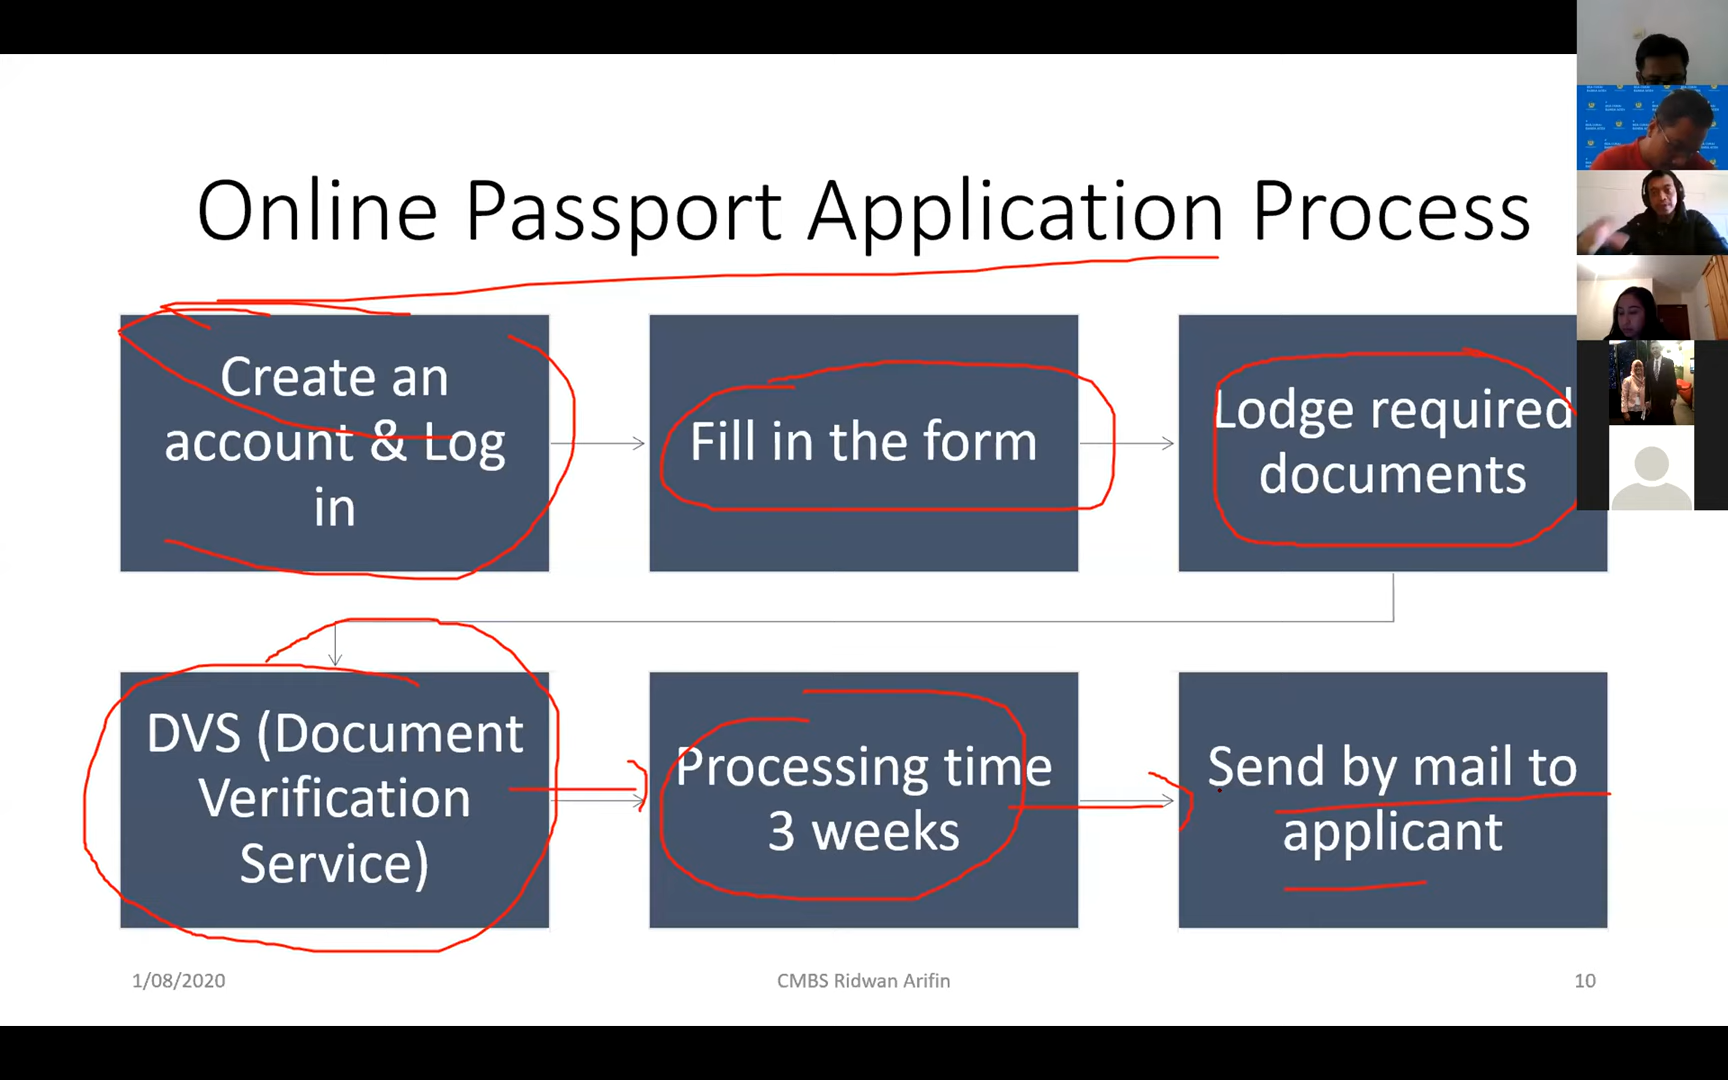 Online Passport Application Process
Create an
account & Log
in
Fill in the form
Lodge required
documents
DVS (Document
Verification
Service)
Processing time
3 weeks
Send by mail to
applicant
1/08/2020
CMBS Ridwan Arifin
10